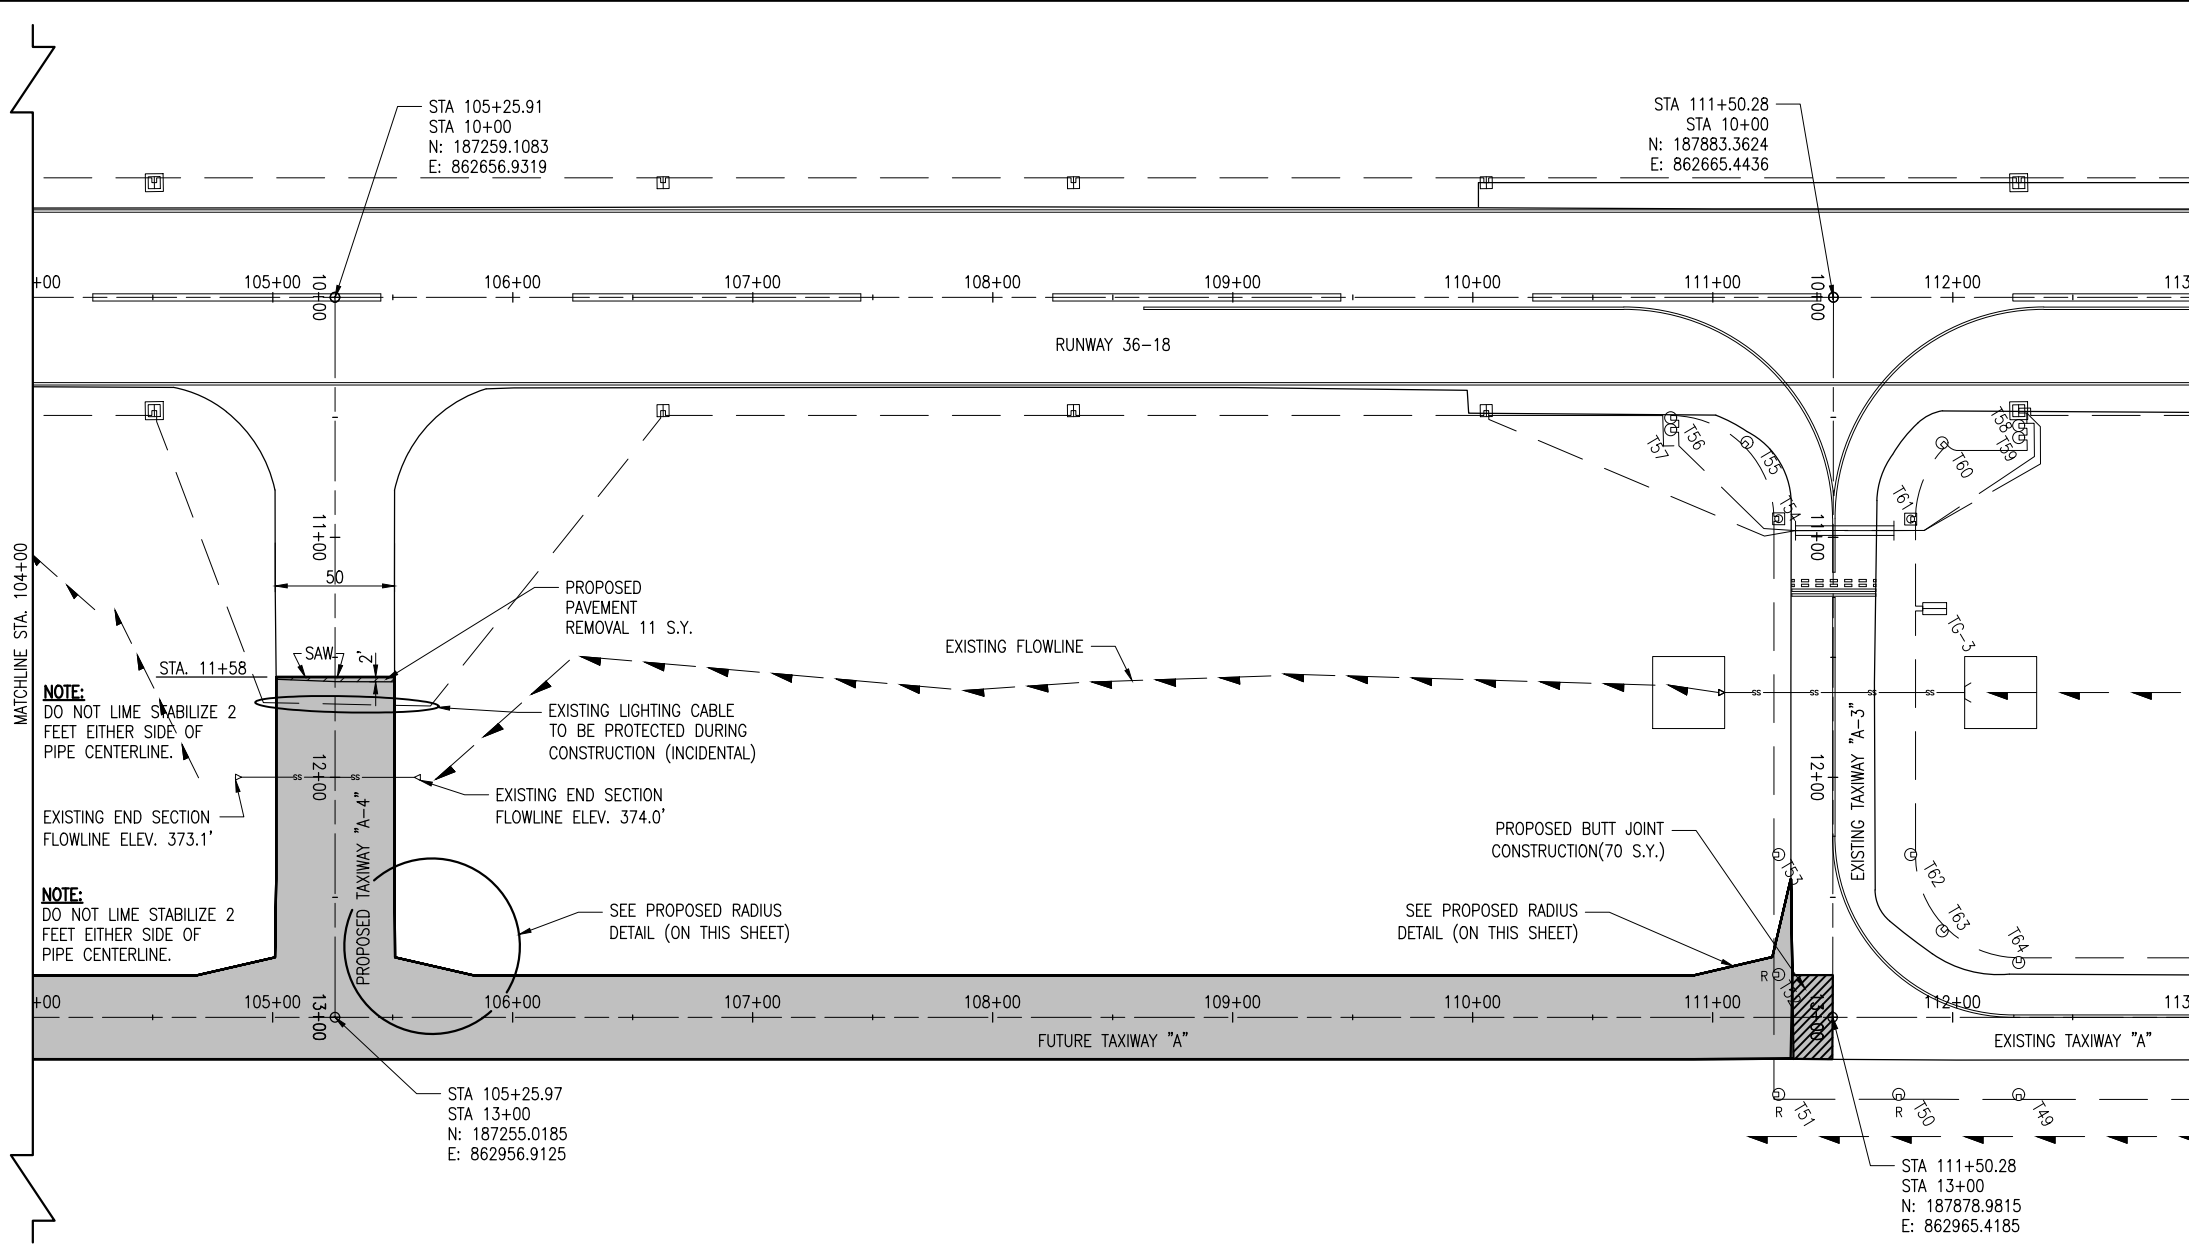 STA 105+25.91
STA 10+00
N: 187259.1083
E: 862656.9319
STA 111+50.28
STA 10+00
N: 187883.3624
E: 862665.4436
+00
105+00
106+00
107+00
108+00
109+00
110+00
111+00
112+00
113
10+00
10+00
RUNWAY 36-18
T57
T56
T55
T54
T58
T59
T60
T61
11+00
11+00
MATCHLINE STA. 104+00
50
PROPOSED
PAVEMENT
REMOVAL 11 S.Y.
TG-3
EXISTING FLOWLINE
SAW
2'
STA. 11+58
NOTE:
DO NOT LIME STABILIZE 2
FEET EITHER SIDE OF
PIPE CENTERLINE.
EXISTING LIGHTING CABLE
TO BE PROTECTED DURING
CONSTRUCTION (INCIDENTAL)
SS
SS
SS
SS
SS
SS
12+00
12+00
EXISTING END SECTION
FLOWLINE ELEV. 373.1'
EXISTING END SECTION
FLOWLINE ELEV. 374.0'
PROPOSED TAXIWAY "A-4"
EXISTING TAXIWAY "A-3"
PROPOSED BUTT JOINT
CONSTRUCTION(70 S.Y.)
T53
T62
T63
T64
NOTE:
DO NOT LIME STABILIZE 2
FEET EITHER SIDE OF
PIPE CENTERLINE.
SEE PROPOSED RADIUS
DETAIL (ON THIS SHEET)
SEE PROPOSED RADIUS
DETAIL (ON THIS SHEET)
R
T52
+00
105+00
106+00
107+00
108+00
109+00
110+00
111+00
112+00
113
13+00
13+00
FUTURE TAXIWAY "A"
EXISTING TAXIWAY "A"
STA 105+25.97
STA 13+00
N: 187255.0185
E: 862956.9125
R
T51
R
T50
T49
STA 111+50.28
STA 13+00
N: 187878.9815
E: 862965.4185